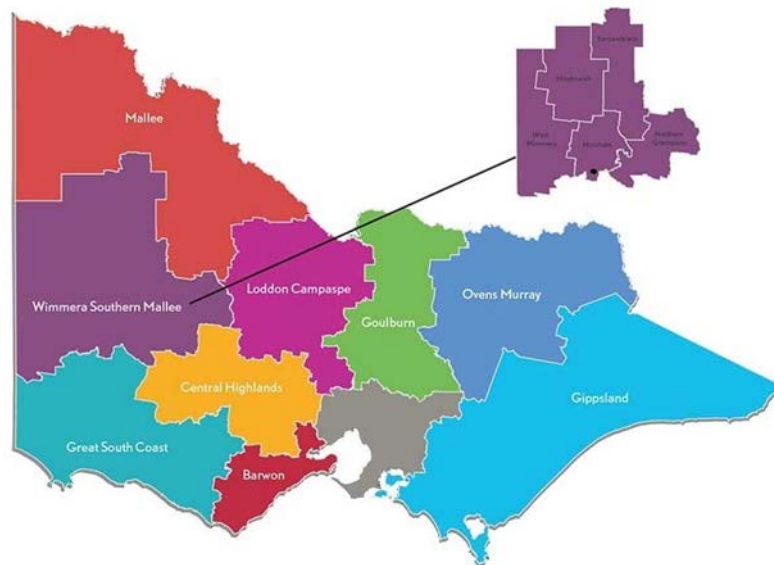 Yarriambiack
Hindmarsh
West
Wimmera
Horsham
Northern
Grampians
Mallee
Wimmera Southern Mallee
Loddon Campaspe
Goulburn
Ovens Murray
Central Highlands
Gippsland
Great South Coast
Barwon